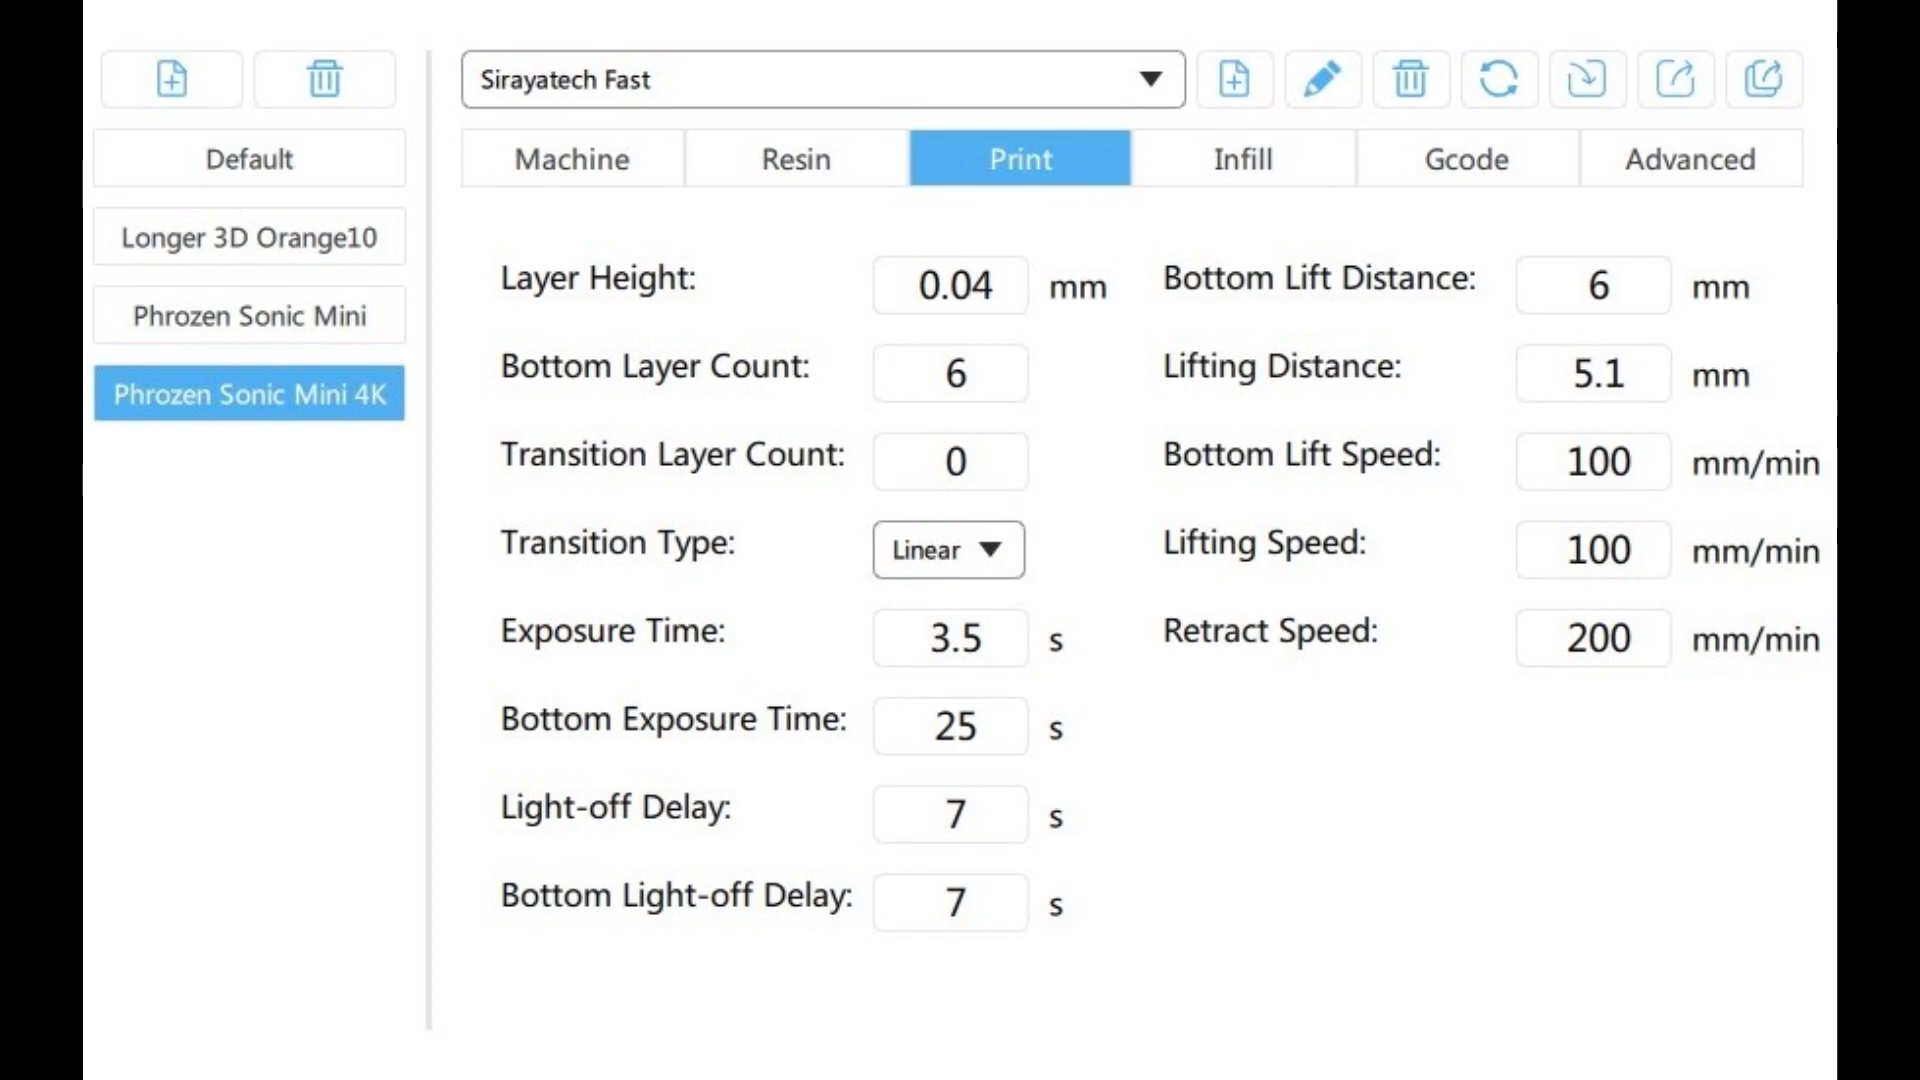 Default
Longer 3D Orange10
Phrozen Sonic Mini
Phrozen Sonic Mini 4K
Sirayatech Fast
Machine Resin Print Infill Gcode Advanced
Layer Height: 0.04 mm
Bottom Layer Count: 6
Transition Layer Count: 0
Transition Type: Linear
Exposure Time: 3.5 s
Bottom Exposure Time: 25 s
Light-off Delay: 7 s
Bottom Light-off Delay: 7 s
Bottom Lift Distance: 6 mm
Lifting Distance: 5.1 mm
Bottom Lift Speed: 100 mm/min
Lifting Speed: 100 mm/min
Retract Speed: 200 mm/min